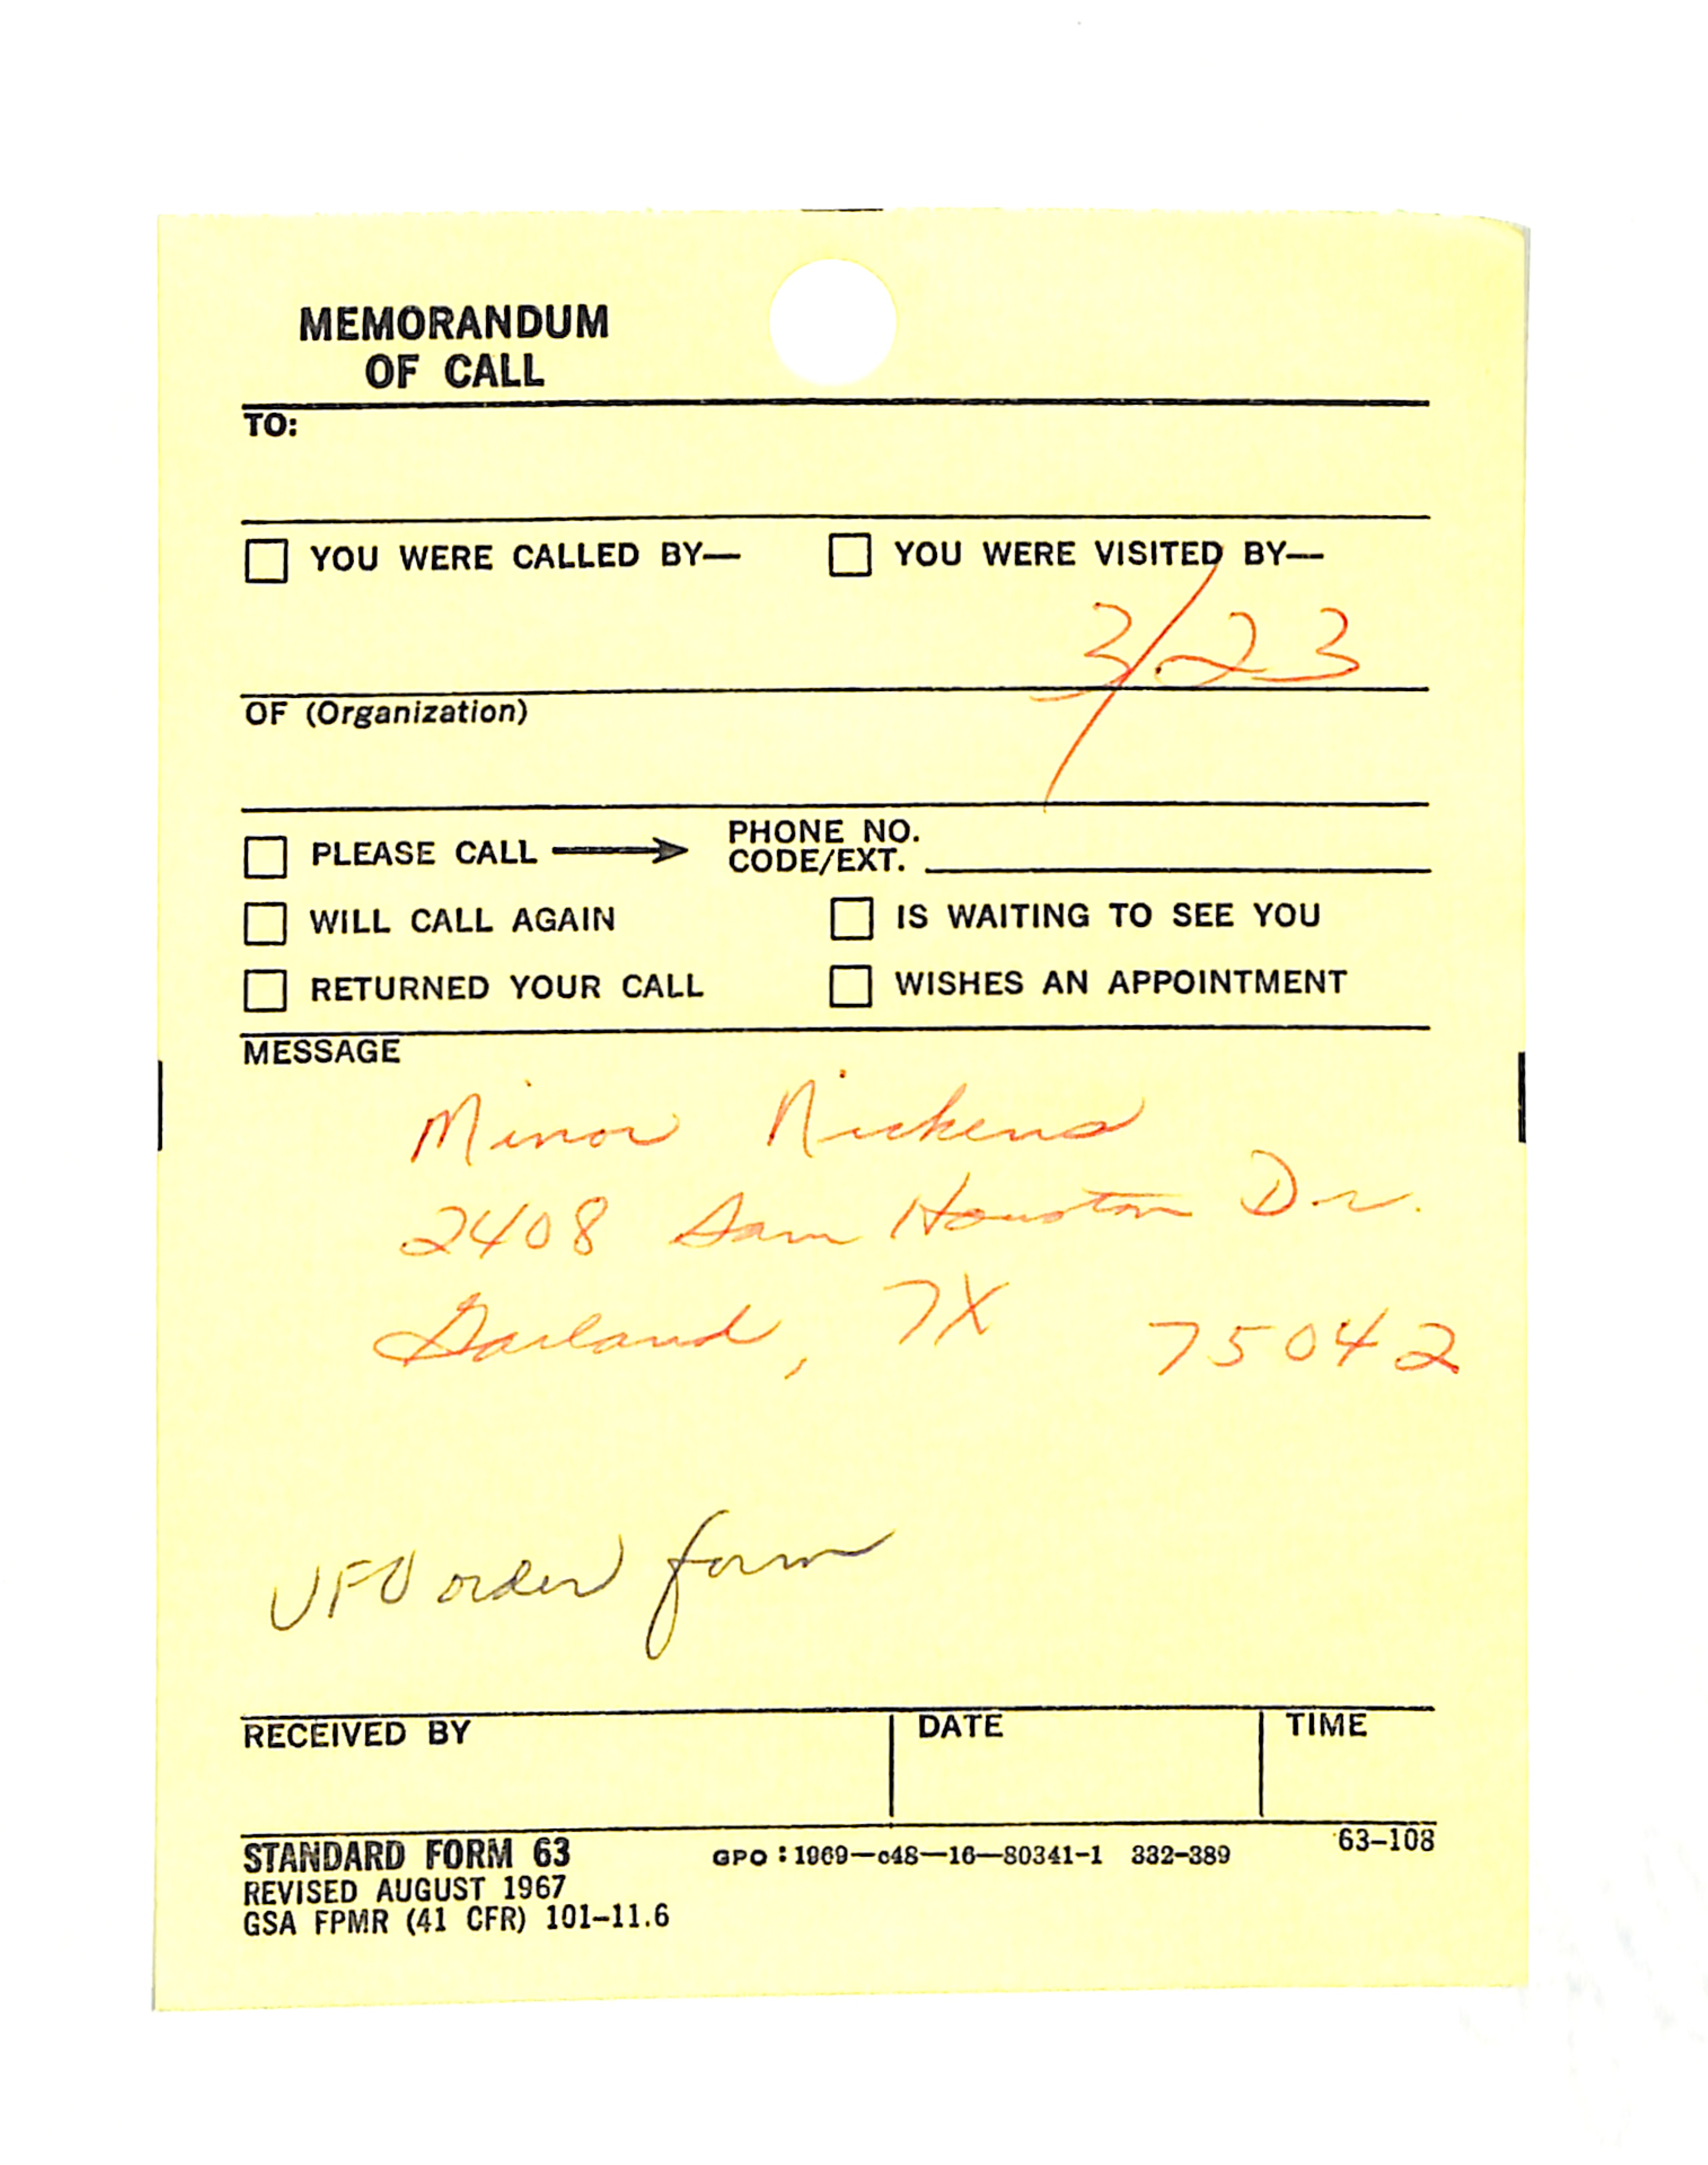 MEMORANDUM
OF CALL
TO:
YOU WERE CALLED BY— YOU WERE VISITED BY—
3/23
OF (Organization)
PLEASE CALL → PHONE NO.
CODE/EXT.
WILL CALL AGAIN IS WAITING TO SEE YOU
RETURNED YOUR CALL WISHES AN APPOINTMENT
MESSAGE
Minor Nickens
2408 Sam Houston Dr.
Garland, TX 75042
UFO order form
RECEIVED BY DATE TIME
STANDARD FORM 63 GPO : 1969—c48—16—80341-1 332-389 63-108
REVISED AUGUST 1967
GSA FPMR (41 CFR) 101-11.6